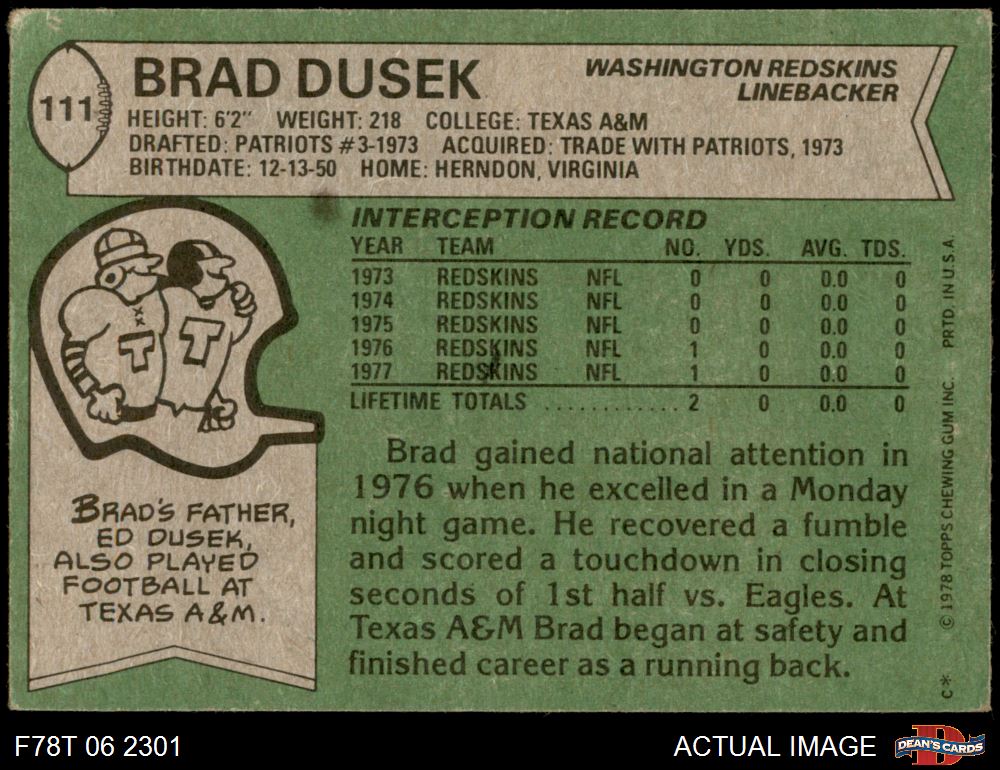 111
BRAD DUSEK
WASHINGTON REDSKINS
LINEBACKER
HEIGHT: 6'2" WEIGHT: 218 COLLEGE: TEXAS A&M
DRAFTED: PATRIOTS #3-1973 ACQUIRED: TRADE WITH PATRIOTS, 1973
BIRTHDATE: 12-13-50 HOME: HERNDON, VIRGINIA
INTERCEPTION RECORD
YEAR TEAM NO. YDS. AVG. TDS.
1973 REDSKINS NFL 0 0 0.0 0
1974 REDSKINS NFL 0 0 0.0 0
1975 REDSKINS NFL 0 0 0.0 0
1976 REDSKINS NFL 1 0 0.0 0
1977 REDSKINS NFL 1 0 0.0 0
LIFETIME TOTALS ............ 2 0 0.0 0
T T
BRAD'S FATHER,
ED DUSEK,
ALSO PLAYED
FOOTBALL AT
TEXAS A&M.
Brad gained national attention in
1976 when he excelled in a Monday
night game. He recovered a fumble
and scored a touchdown in closing
seconds of 1st half vs. Eagles. At
Texas A&M Brad began at safety and
finished career as a running back.
C* © 1978 TOPPS CHEWING GUM INC. PRTD. IN U.S.A.
F78T 06 2301
ACTUAL IMAGE
D
DEAN'S CARDS